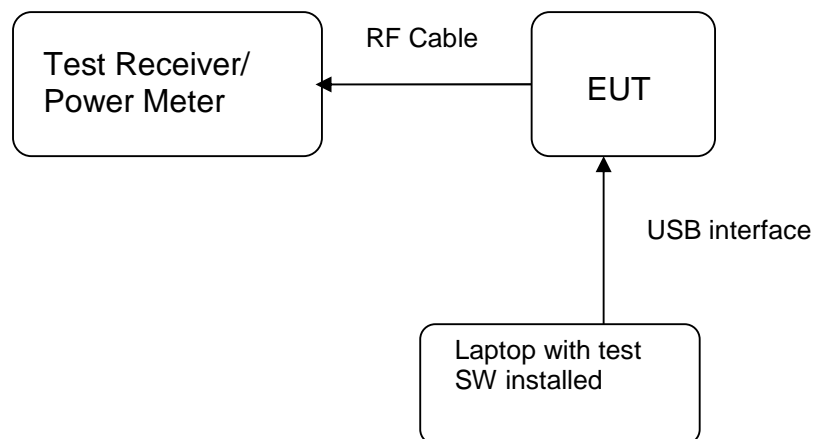 RF Cable
Test Receiver/
Power Meter
EUT
USB interface
Laptop with test
SW installed